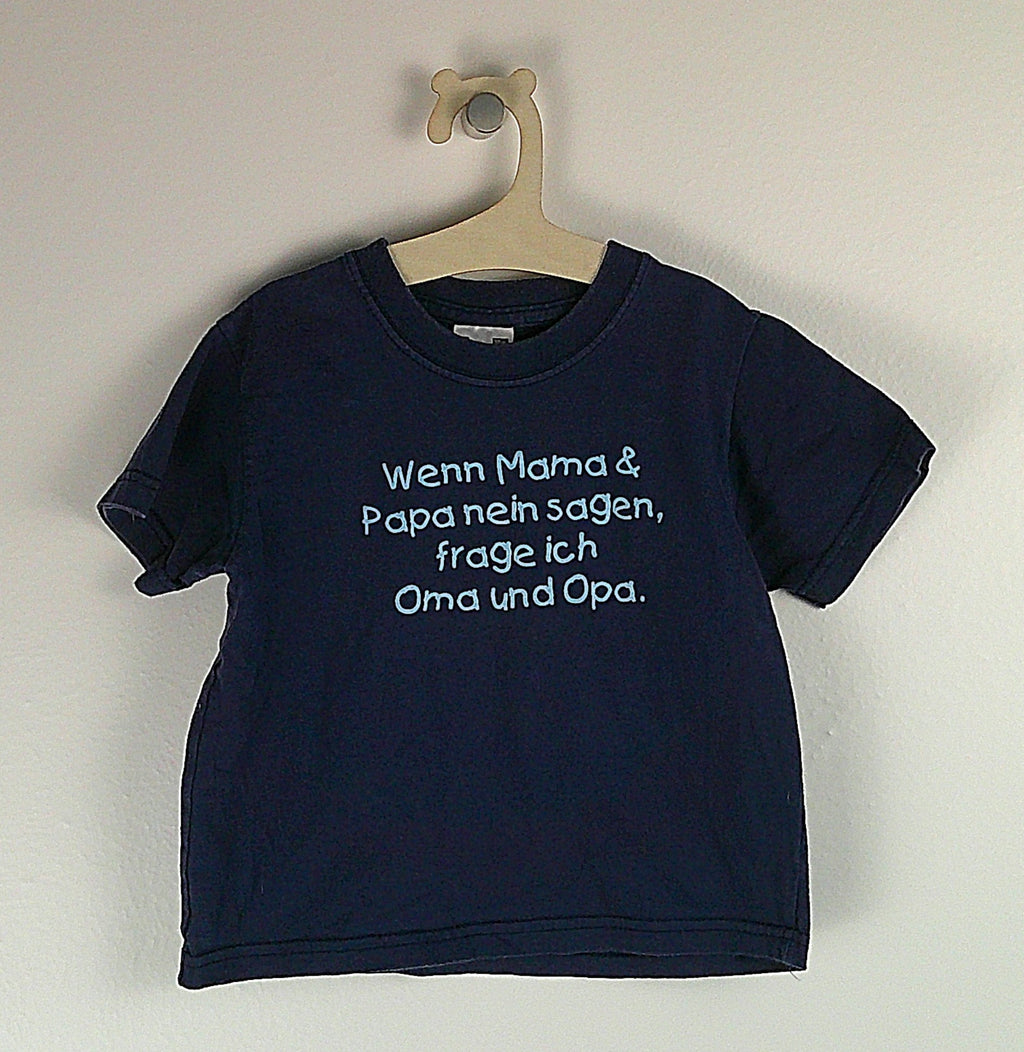 Wenn Mama &
Papa nein sagen,
frage ich
Oma und Opa.